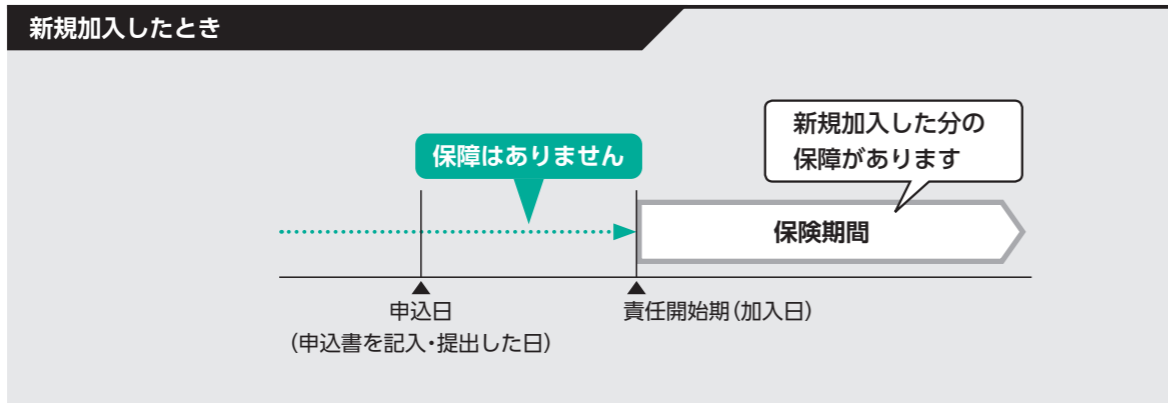 新規加入したとき
新規加入した分の
保障があります
保障はありません
保険期間
申込日
(申込書を記入・提出した日)
責任開始期(加入日)